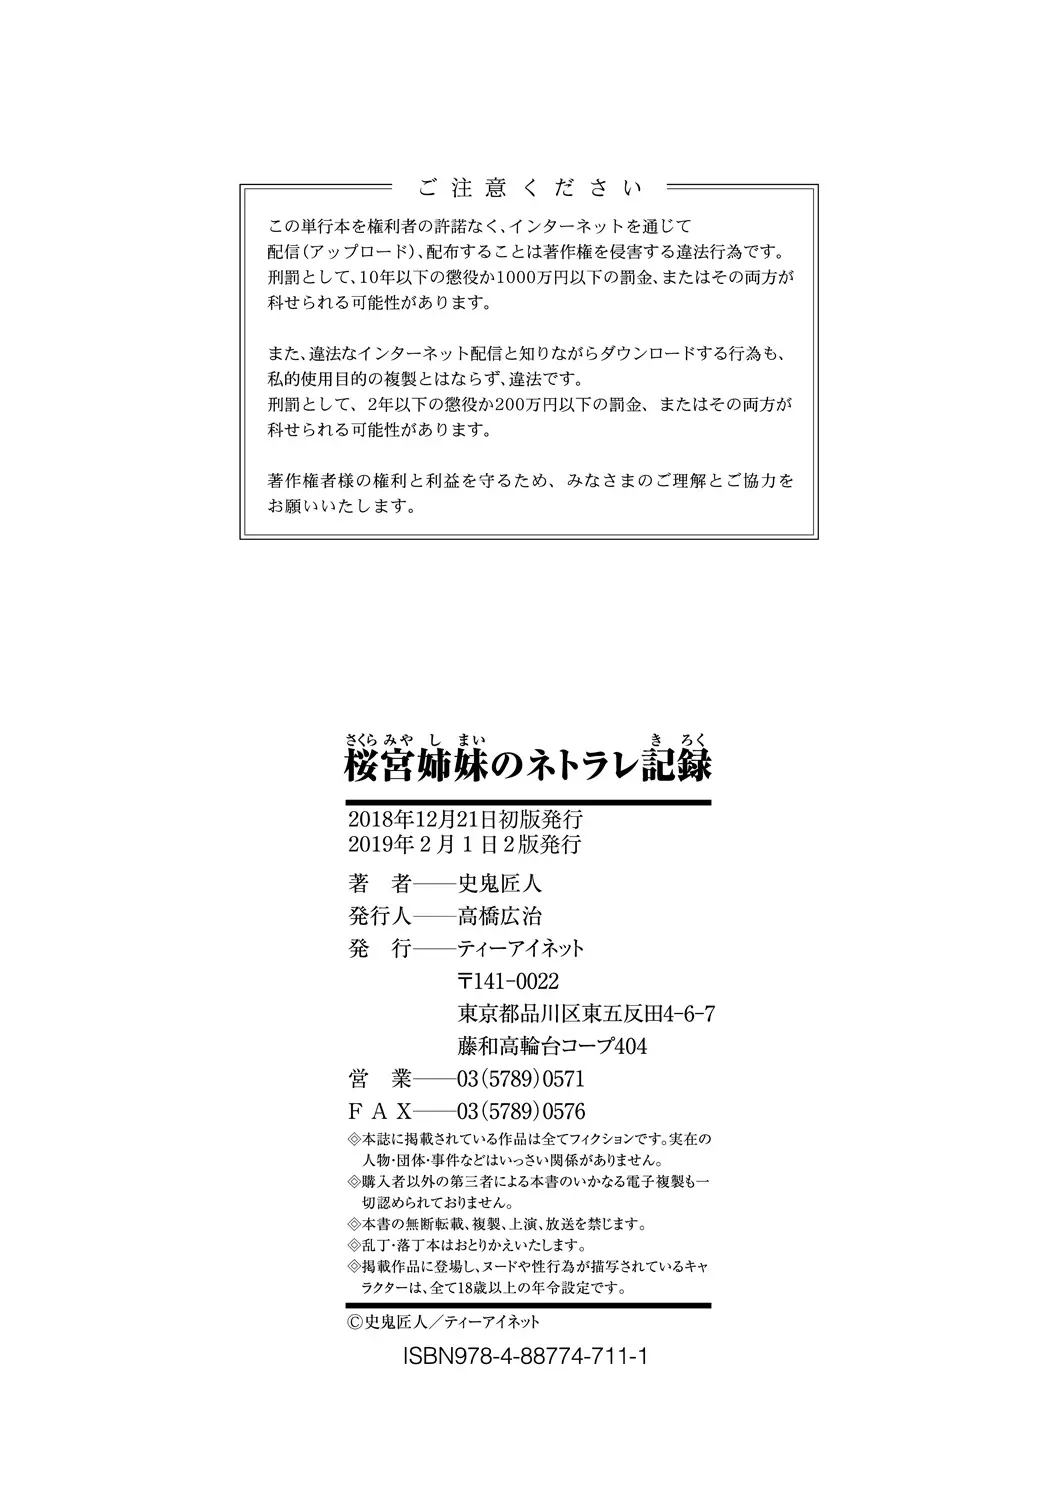 ご注意ください
この単行本を権利者の許諾なく、インターネットを通じて
配信(アップロード)、配布することは著作権を侵害する違法行為です。
刑罰として、10年以下の懲役か1000万円以下の罰金、またはその両方が
科せられる可能性があります。
また、違法なインターネット配信と知りながらダウンロードする行為も、
私的使用目的の複製とはならず、違法です。
刑罰として、2年以下の懲役か200万円以下の罰金、またはその両方が
科せられる可能性があります。
著作権者様の権利と利益を守るため、みなさまのご理解とご協力を
お願いいたします。
さくらみやしまい きろく
桜宮姉妹のネトラレ記録
2018年12月21日初版発行
2019年2月1日2版発行
著 者──史鬼匠人
発行人──高橋広治
発 行──ティーアイネット
〒141-0022
東京都品川区東五反田4-6-7
藤和高輪台コープ404
営 業──03(5789)0571
FAX──03(5789)0576
◇本誌に掲載されている作品は全てフィクションです。実在の
人物・団体・事件などはいっさい関係がありません。
◇購入者以外の第三者による本書のいかなる電子複製も一
切認められておりません。
◇本書の無断転載、複製、上演、放送を禁じます。
◇乱丁・落丁本はおとりかえいたします。
◇掲載作品に登場し、ヌードや性行為が描写されているキャ
ラクターは、全て18歳以上の年令設定です。
©史鬼匠人/ティーアイネット
ISBN978-4-88774-711-1